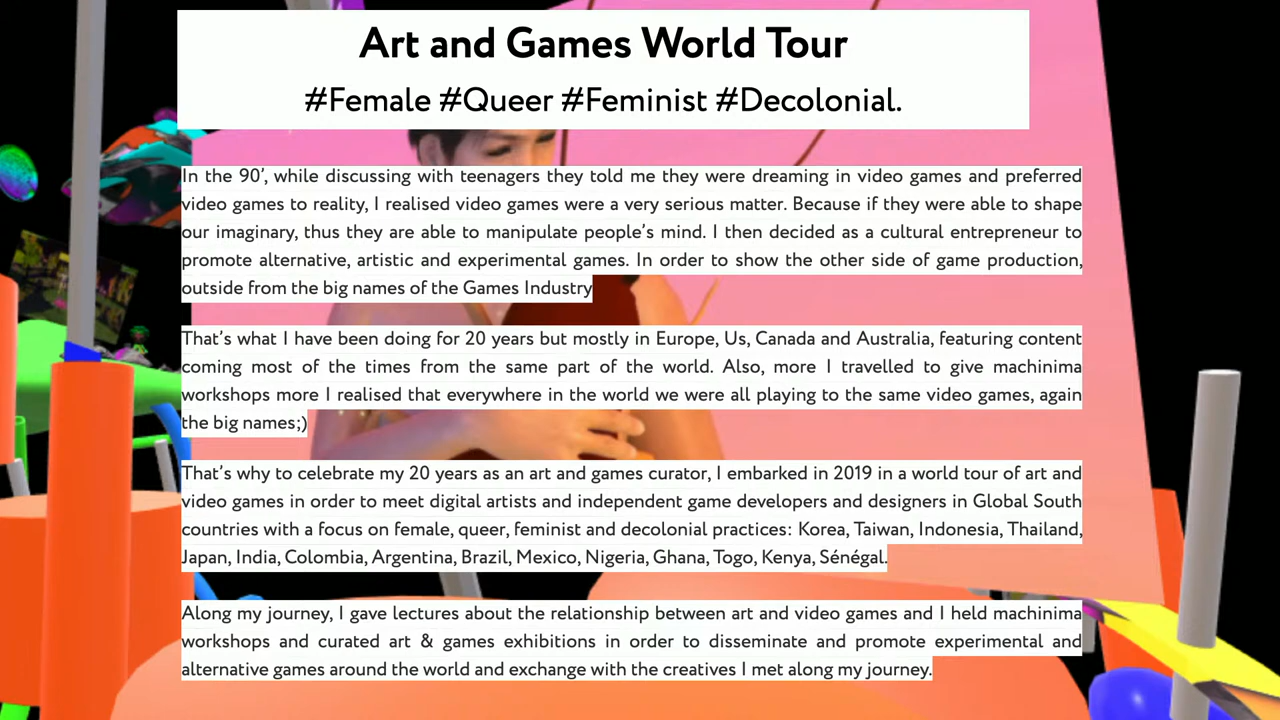 Art and Games World Tour
#Female #Queer #Feminist #Decolonial.
In the 90', while discussing with teenagers they told me they were dreaming in video games and preferred
video games to reality, I realised video games were a very serious matter. Because if they were able to shape
our imaginary, thus they are able to manipulate people's mind. I then decided as a cultural entrepreneur to
promote alternative, artistic and experimental games. In order to show the other side of game production,
outside from the big names of the Games Industry
That's what I have been doing for 20 years but mostly in Europe, Us, Canada and Australia, featuring content
coming most of the times from the same part of the world. Also, more I travelled to give machinima
workshops more I realised that everywhere in the world we were all playing to the same video games, again
the big names;)
That's why to celebrate my 20 years as an art and games curator, I embarked in 2019 in a world tour of art and
video games in order to meet digital artists and independent game developers and designers in Global South
countries with a focus on female, queer, feminist and decolonial practices: Korea, Taiwan, Indonesia, Thailand,
Japan, India, Colombia, Argentina, Brazil, Mexico, Nigeria, Ghana, Togo, Kenya, Sénégal.
Along my journey, I gave lectures about the relationship between art and video games and I held machinima
workshops and curated art & games exhibitions in order to disseminate and promote experimental and
alternative games around the world and exchange with the creatives I met along my journey.